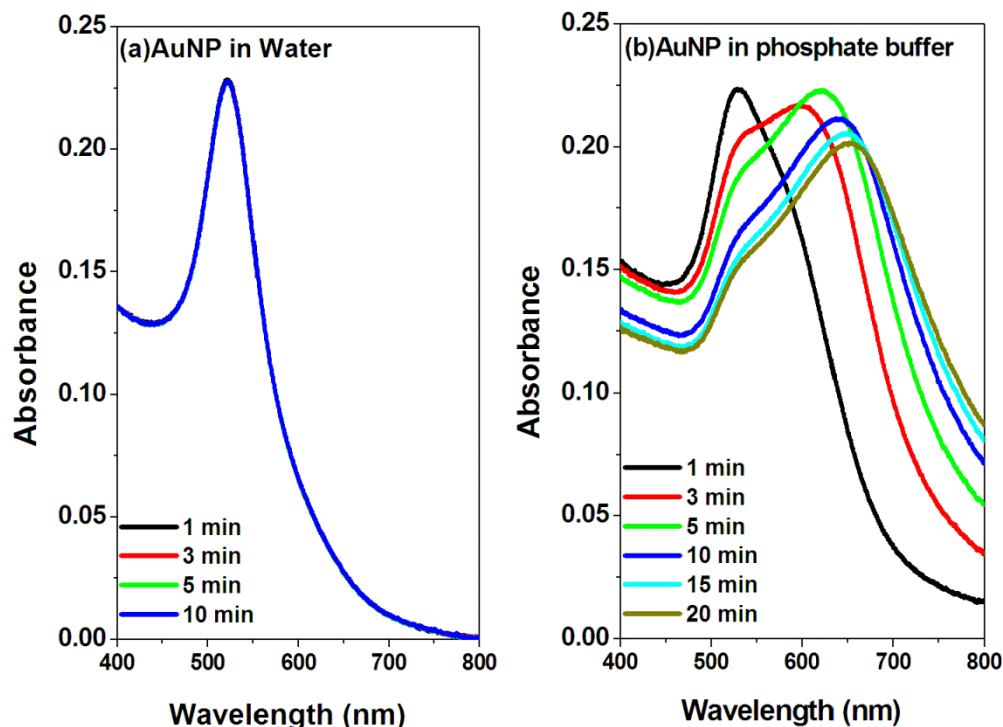 (a)AuNP in Water
Absorbance
0.25
0.20
0.15
0.10
0.05
0.00
1 min
3 min
5 min
10 min
400
500
600
700
800
Wavelength (nm)
(b)AuNP in phosphate buffer
Absorbance
0.25
0.20
0.15
0.10
0.05
0.00
1 min
3 min
5 min
10 min
15 min
20 min
400
500
600
700
800
Wavelength (nm)